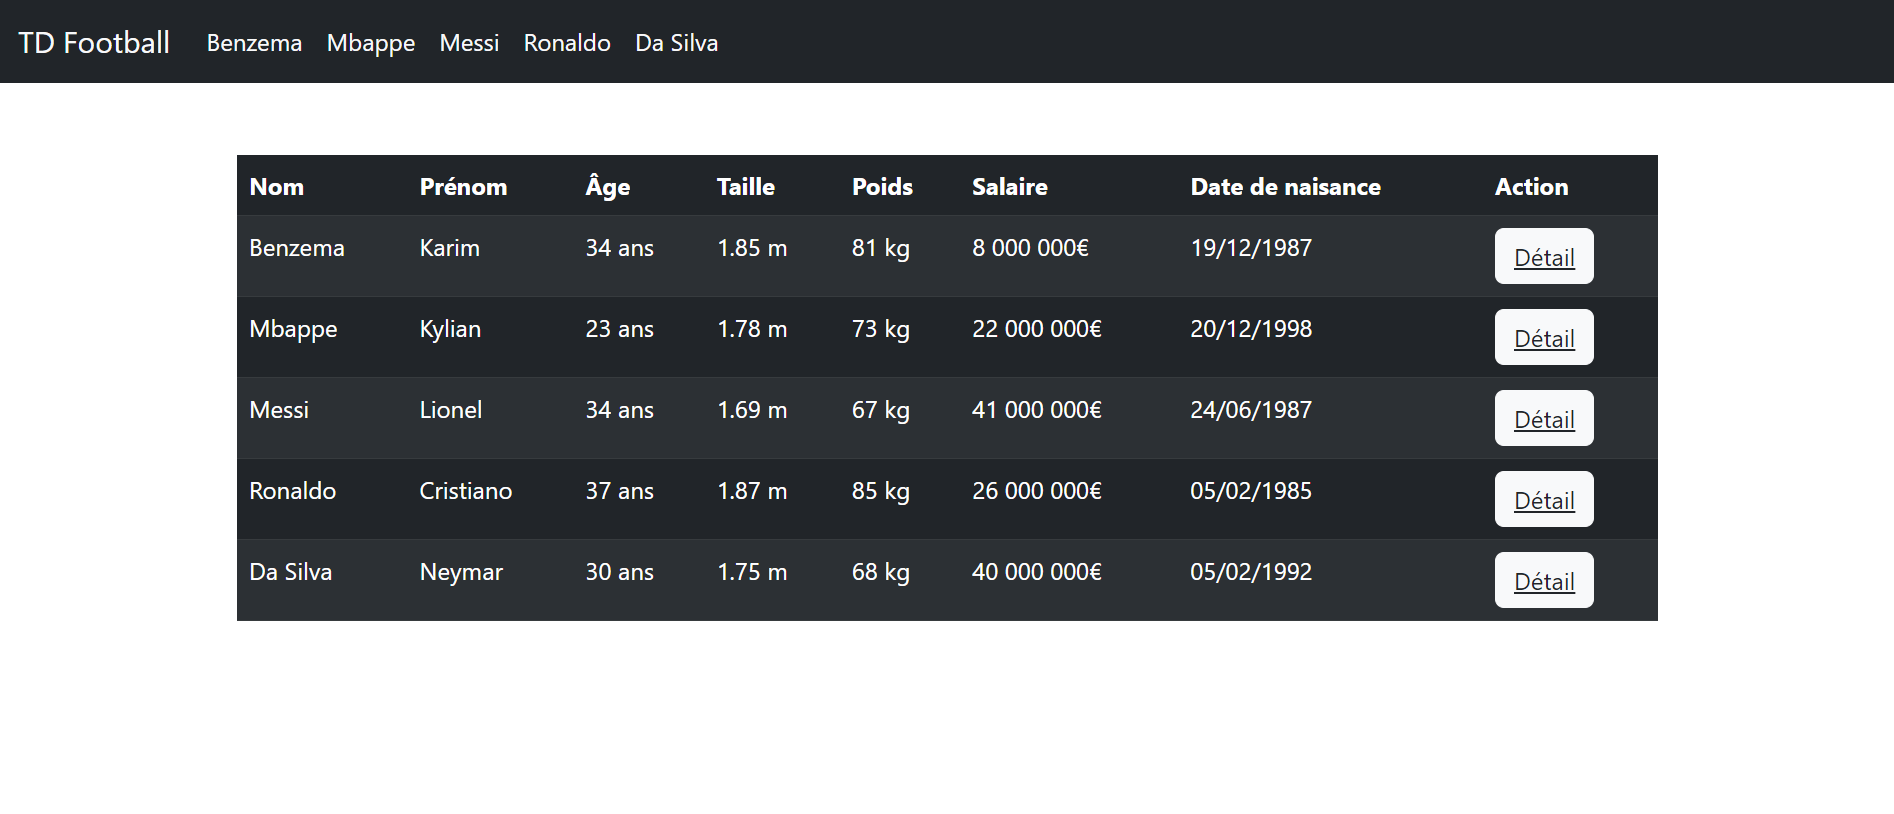 TD Football Benzema Mbappe Messi Ronaldo Da Silva
Nom Prénom Âge Taille Poids Salaire Date de naisance Action
Benzema Karim 34 ans 1.85 m 81 kg 8 000 000€ 19/12/1987 Détail
Mbappe Kylian 23 ans 1.78 m 73 kg 22 000 000€ 20/12/1998 Détail
Messi Lionel 34 ans 1.69 m 67 kg 41 000 000€ 24/06/1987 Détail
Ronaldo Cristiano 37 ans 1.87 m 85 kg 26 000 000€ 05/02/1985 Détail
Da Silva Neymar 30 ans 1.75 m 68 kg 40 000 000€ 05/02/1992 Détail